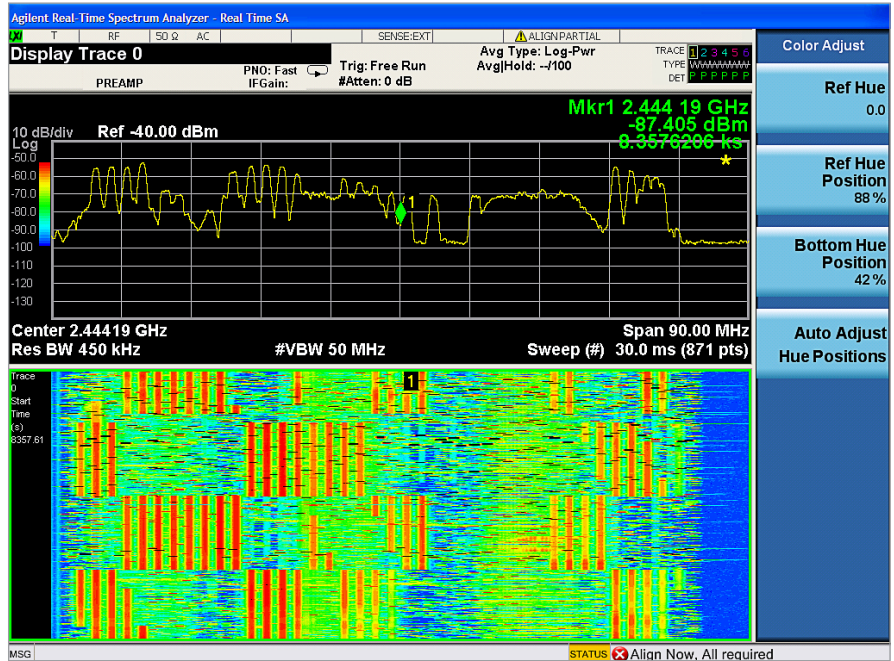 Agilent Real-Time Spectrum Analyzer - Real Time SA
LXI T RF 50 Ω AC SENSE:EXT ALIGN PARTIAL
Display Trace 0
PREAMP
PNO: Fast
IFGain:
Trig: Free Run
#Atten: 0 dB
Avg Type: Log-Pwr
Avg|Hold: --/100
TRACE 1 2 3 4 5 6
TYPE WWWWWW
DET P P P P P P
Mkr1 2.444 19 GHz
-87.405 dBm
8.3576206 ks
10 dB/div Ref -40.00 dBm
Log
-50.0
-60.0
-70.0
-80.0
-90.0
-100
-110
-120
-130
1
Center 2.44419 GHz
Span 90.00 MHz
Res BW 450 kHz
#VBW 50 MHz
Sweep (#) 30.0 ms (871 pts)
Trace
0
Start
Time
(s)
8357.61
1
Color Adjust
Ref Hue
0.0
Ref Hue
Position
88 %
Bottom Hue
Position
42 %
Auto Adjust
Hue Positions
MSG
STATUS Align Now, All required